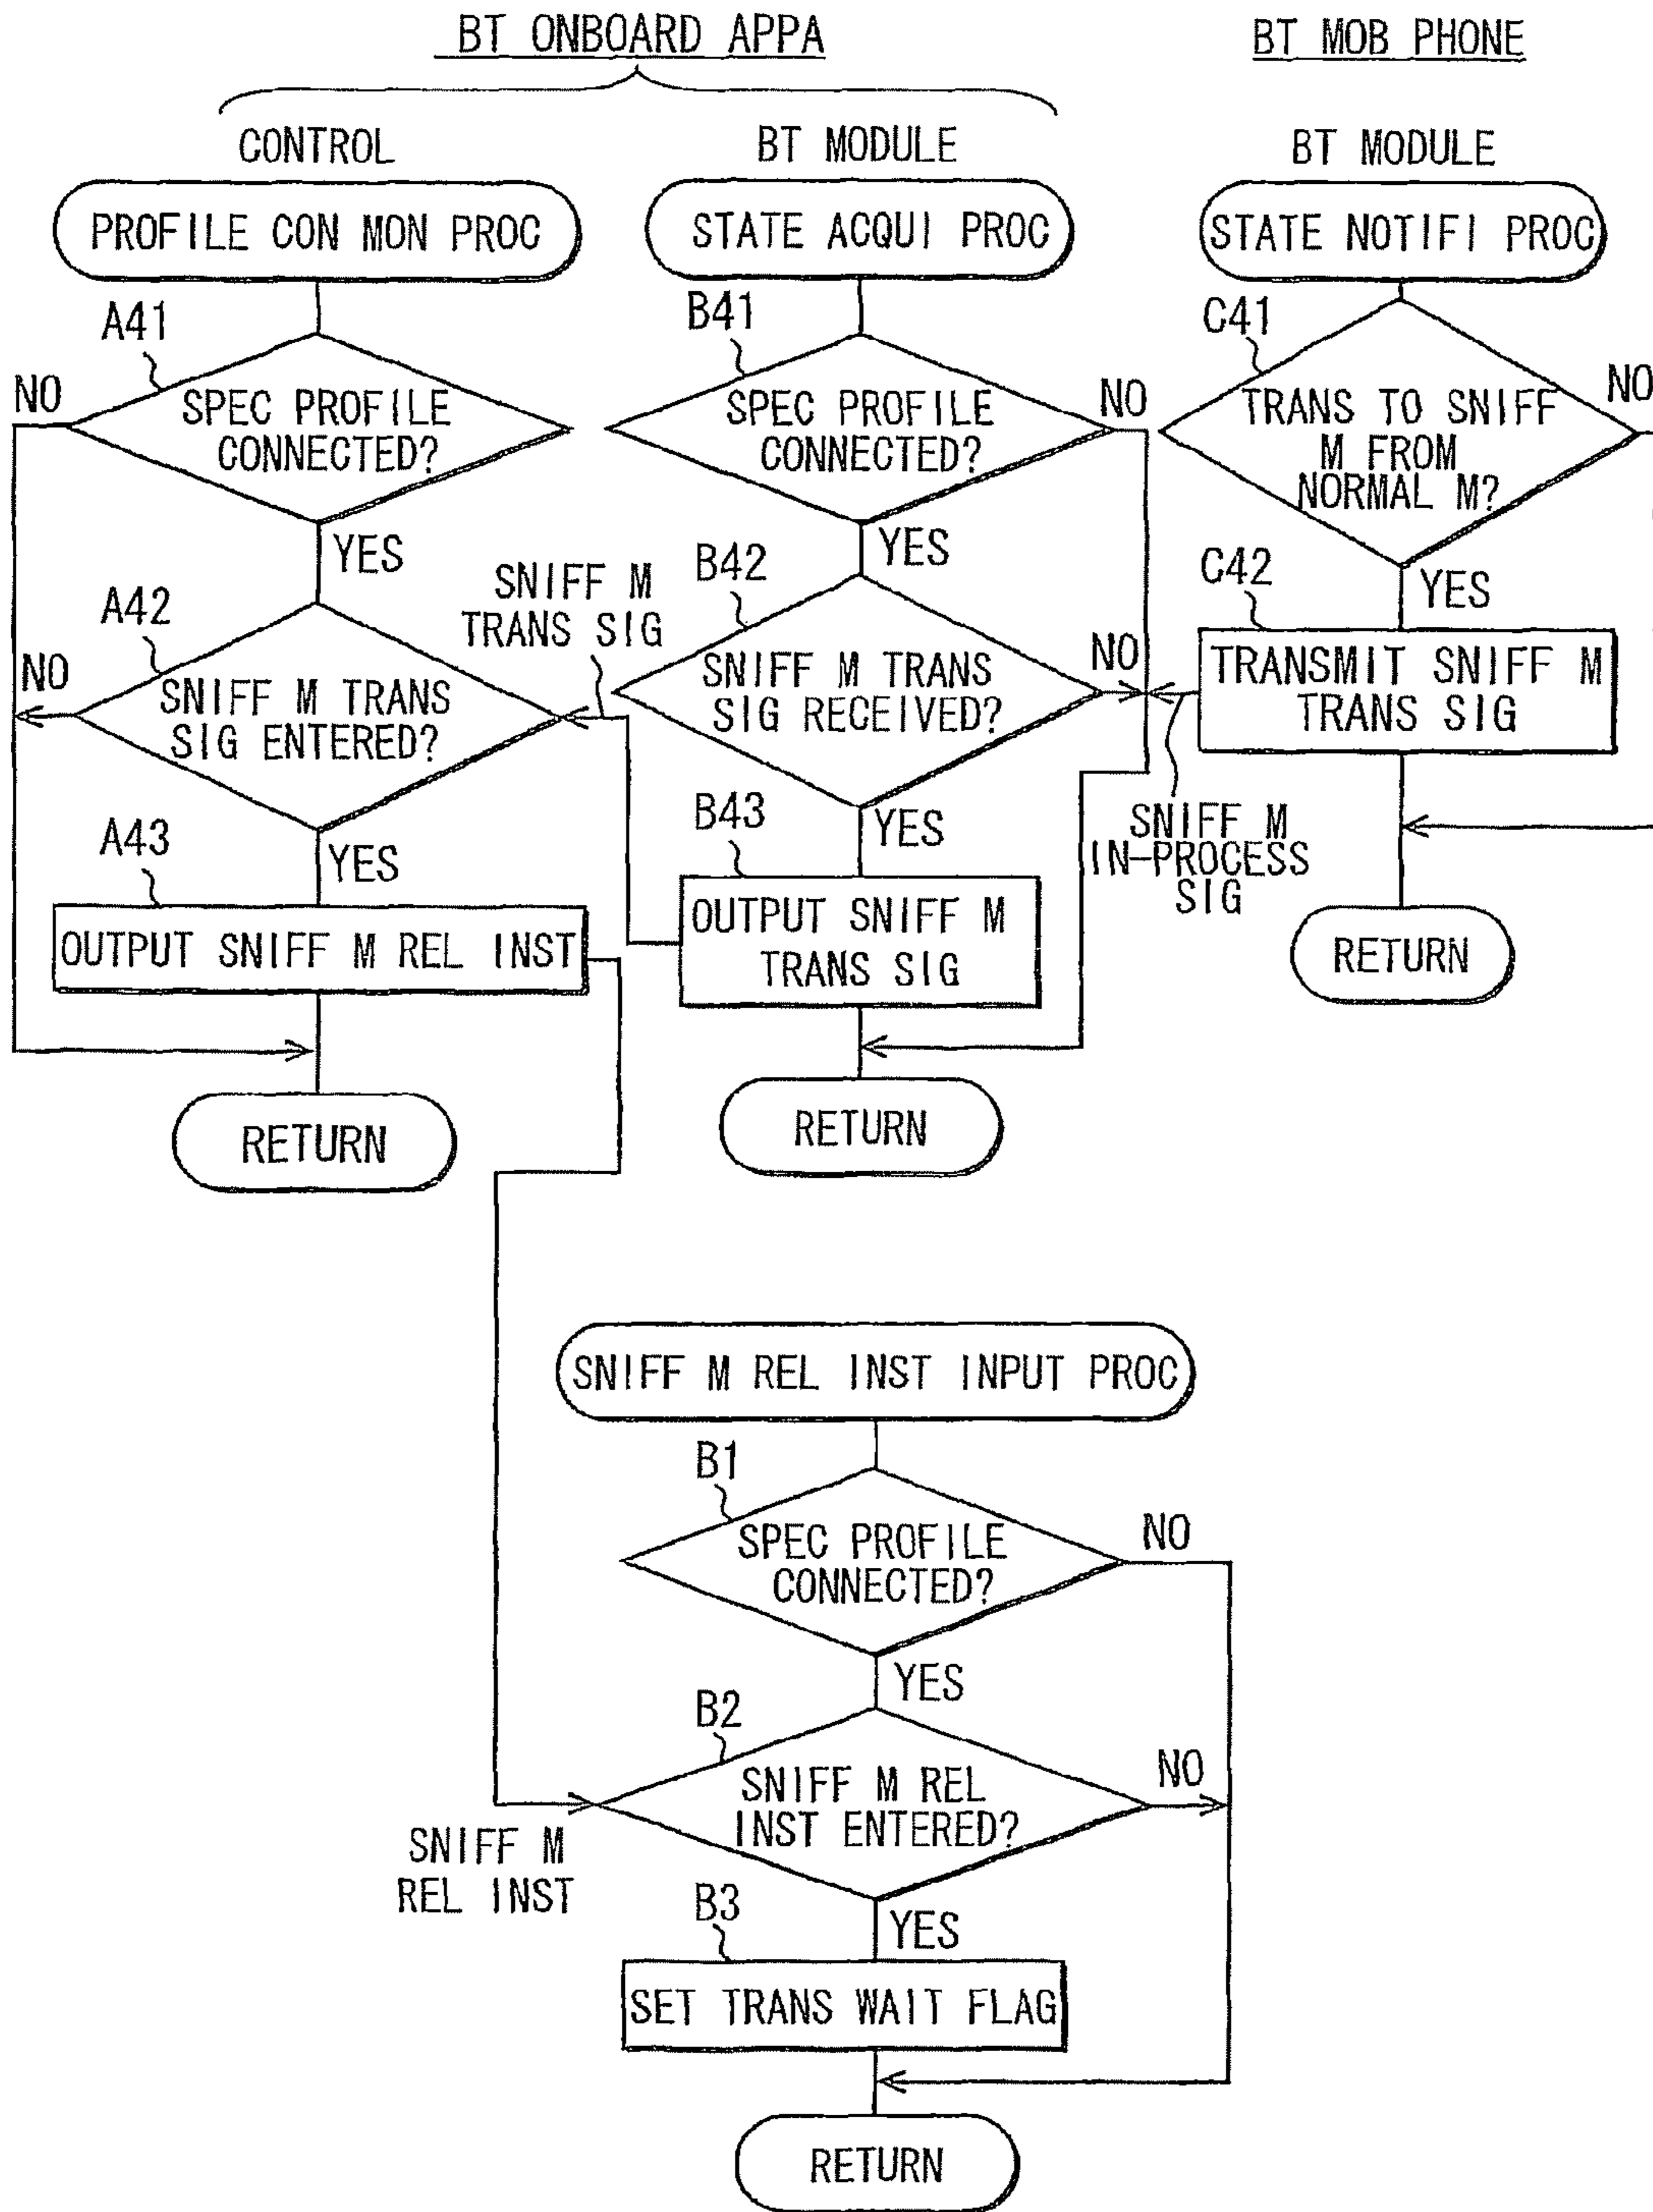 BT ONBOARD APPA
BT MOB PHONE
CONTROL
BT MODULE
BT MODULE
PROFILE CON MON PROC
STATE ACQUI PROC
STATE NOTIFI PROC
A41
B41
C41
NO
SPEC PROFILE
CONNECTED?
SPEC PROFILE
CONNECTED?
NO
TRANS TO SNIFF
M FROM
NORMAL M?
NO
YES
YES
YES
A42
SNIFF M
TRANS SIG
B42
C42
NO
SNIFF M TRANS
SIG ENTERED?
SNIFF M TRANS
SIG RECEIVED?
NO
TRANSMIT SNIFF M
TRANS SIG
A43
YES
B43
YES
SNIFF M
IN-PROCESS
SIG
OUTPUT SNIFF M REL INST
OUTPUT SNIFF M
TRANS SIG
RETURN
RETURN
RETURN
SNIFF M REL INST INPUT PROC
B1
SPEC PROFILE
CONNECTED?
NO
YES
B2
SNIFF M REL
INST ENTERED?
NO
SNIFF M
REL INST
B3
YES
SET TRANS WAIT FLAG
RETURN